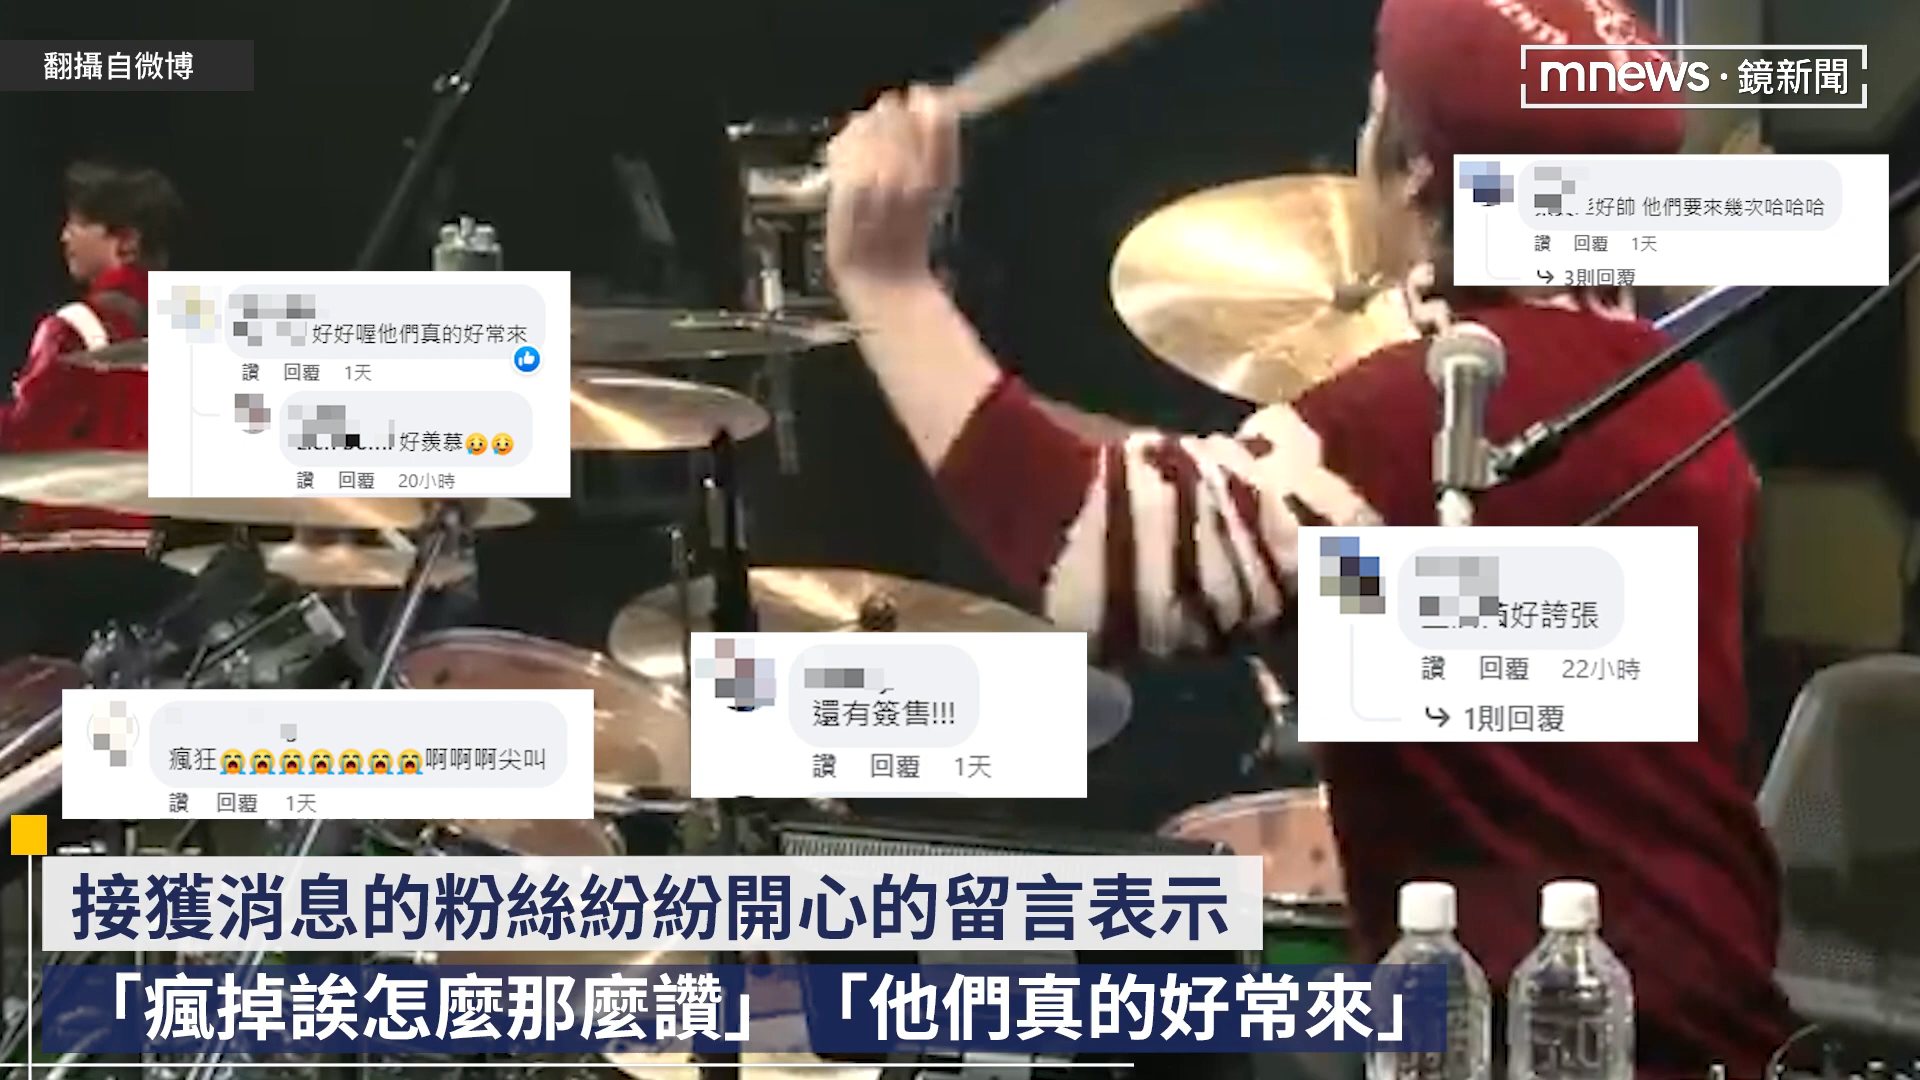 翻攝自微博
mnews·鏡新聞
好帥 他們要來幾次哈哈哈
讚 回覆 1天
3則回覆
好好喔他們真的好常來
讚 回覆 1天
好羨慕🥲🥲
讚 回覆 20小時
好誇張
讚 回覆 22小時
1則回覆
還有簽售!!!
讚 回覆 1天
瘋狂😭😭😭😭😭😭😭啊啊啊尖叫
讚 回覆 1天
接獲消息的粉絲紛紛開心的留言表示
「瘋掉誒怎麼那麼讚」「他們真的好常來」